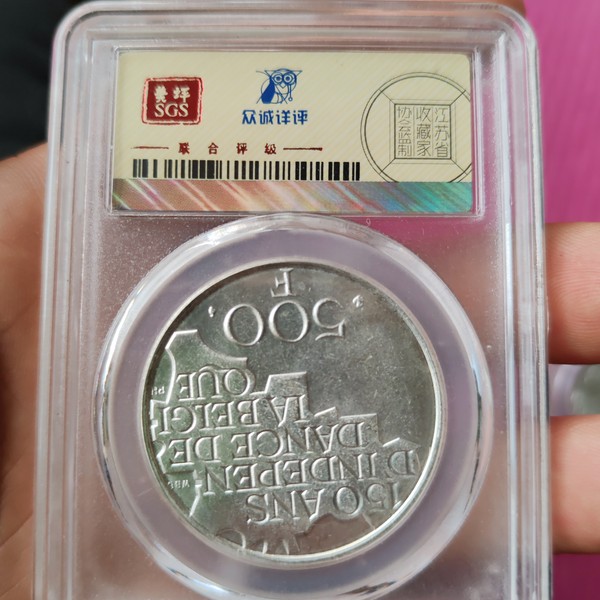 SGS
众诚详评
联合评级
江苏省
收藏家
150 ANS
D INDEPEN
DANCE DE
LA BELGI
QUE
F
500